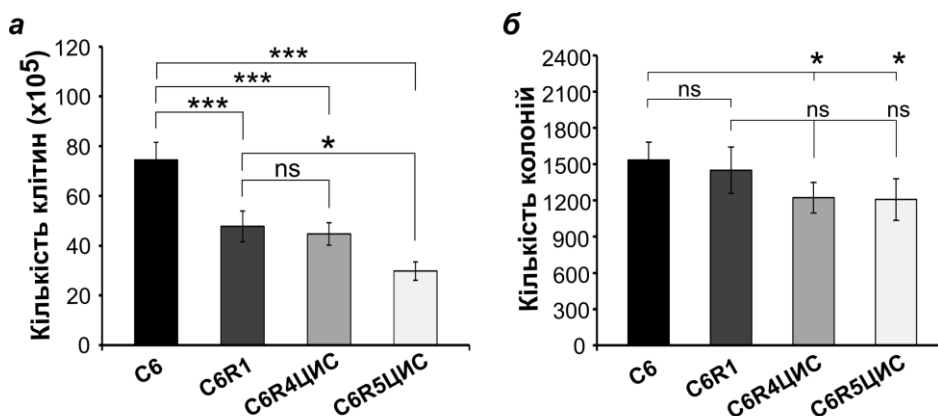 а
Кількість клітин (x10⁵)
120
100
80
60
40
20
0
***
***
***
*
ns
C6
C6R1
C6R4ЦИС
C6R5ЦИС
б
Кількість колоній
2400
2100
1800
1500
1200
900
600
300
0
*
*
ns
ns
ns
C6
C6R1
C6R4ЦИС
C6R5ЦИС